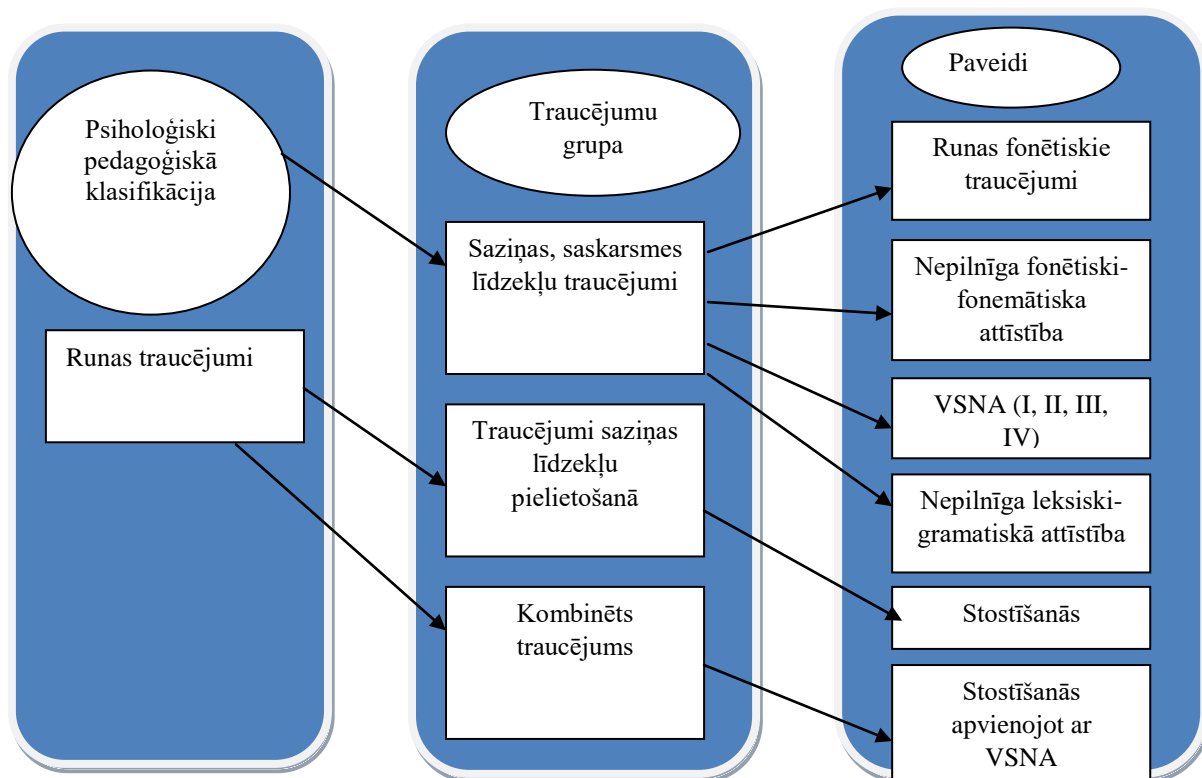 Psiholoģiski
pedagoģiskā
klasifikācija
Runas traucējumi
Traucējumu
grupa
Saziņas, saskarsmes
līdzekļu traucējumi
Traucējumi saziņas
līdzekļu
pielietošanā
Kombinēts
traucējums
Paveidi
Runas fonētiskie
traucējumi
Nepilnīga fonētiski-
fonemātiska
attīstība
VSNA (I, II, III,
IV)
Nepilnīga leksiski-
gramatiskā attīstība
Stostīšanās
Stostīšanās
apvienojot ar
VSNA